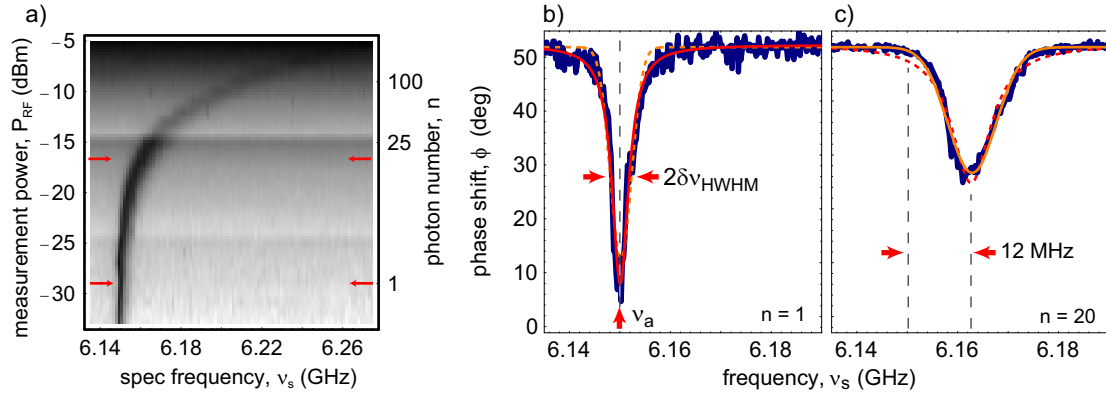 a)
measurement power, P_RF (dBm)
−5
−10
−15
−20
−25
−30
100
25
1
photon number, n
6.14
6.18
6.22
6.26
spec frequency, ν_s (GHz)
b)
phase shift, ϕ (deg)
50
40
30
20
10
0
2δν_HWHM
ν_a
n = 1
6.14
6.16
6.18
c)
12 MHz
n = 20
6.14
6.16
6.18
frequency, ν_s (GHz)